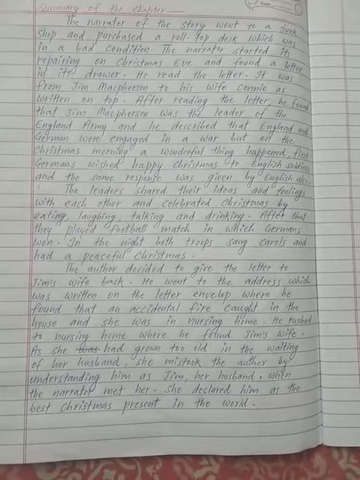 Summary of the chapter
The narrator of the story went to a Junk
Shop and purchased a roll-top desk which was
in a bad condition. The narrator started its
repairing on Christmas Eve and found a letter
in its drawer. He read the letter. It was
from Jim Macpherson to his wife Connie as
written on top. After reading the letter, he found
that Jim Macpherson was the leader of the
England Army and he described that England and
German were engaged in a war but on the
Christmas morning a wonderful thing happened, first
Germans wished happy Christmas to English soldiers
and the same response was given by English also.
The leaders shared their ideas and feelings
with each other and celebrated Christmas by
eating, laughing, talking and drinking. After that
they played football match in which Germans
won. In the night both troops sang carols and
had a peaceful Christmas.
The author decided to give the letter to
Jim's wife back. He went to the address which
was written on the letter envelop where he
found that an accidental fire caught in the
house and she was in nursing home. He rushed
to nursing home where he found Jim's wife.
As she had grown too old in the waiting
of her husband. She mistook the author by
understanding him as Jim, her husband, when
the narrator met her. She declared him as the
best Christmas present in the world.